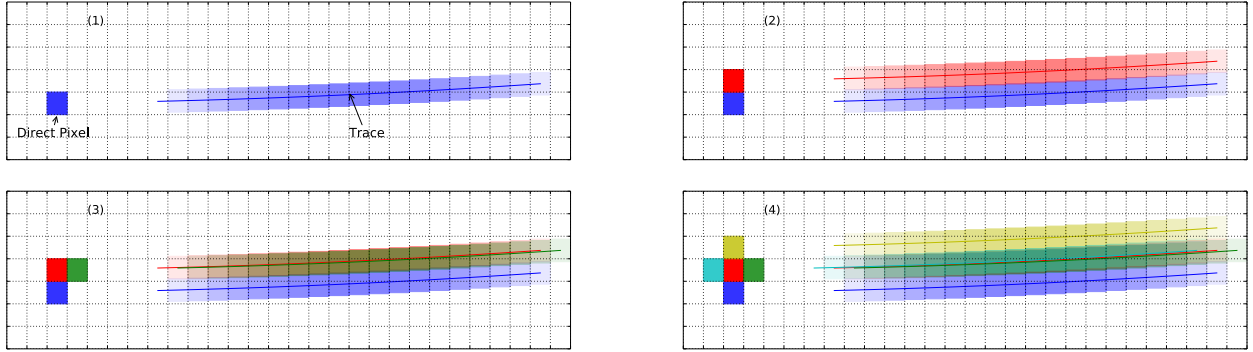 (1)
Direct Pixel
Trace
(2)
(3)
(4)